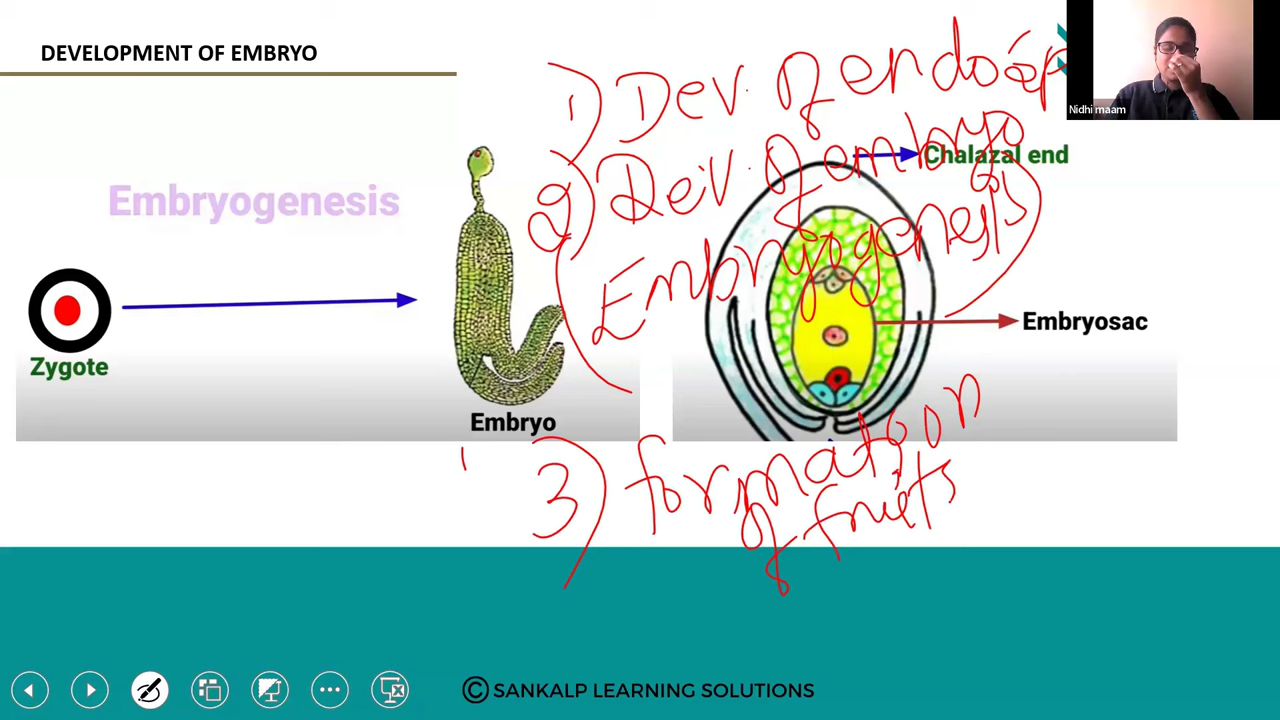 DEVELOPMENT OF EMBRYO
1) Dev. of endosp
Nidhi maam
2) Dev. of embryo
Chalazal end
(Embryogenesis)
Embryogenesis
Zygote
Embryo
Embryosac
3) formation
of fruits
© SANKALP LEARNING SOLUTIONS